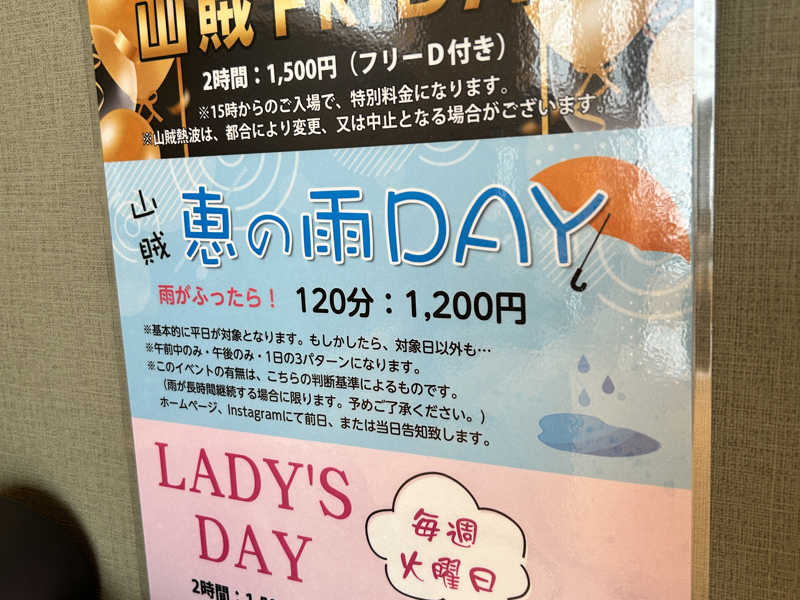 山賊 FRIDA
2時間：1,500円（フリーD付き）
※15時からのご入場で、特別料金になります。
※山賊熱波は、都合により変更、又は中止となる場合がございます
山賊
恵の雨DAY
雨がふったら！ 120分：1,200円
※基本的に平日が対象となります。もしかしたら、対象日以外も…
※午前中のみ・午後のみ・1日の3パターンになります。
※このイベントの有無は、こちらの判断基準によるものです。
（雨が長時間継続する場合に限ります。予めご了承ください。）
ホームページ、Instagramにて前日、または当日告知致します。
LADY'S
DAY
毎週
火曜日
2時間：1,